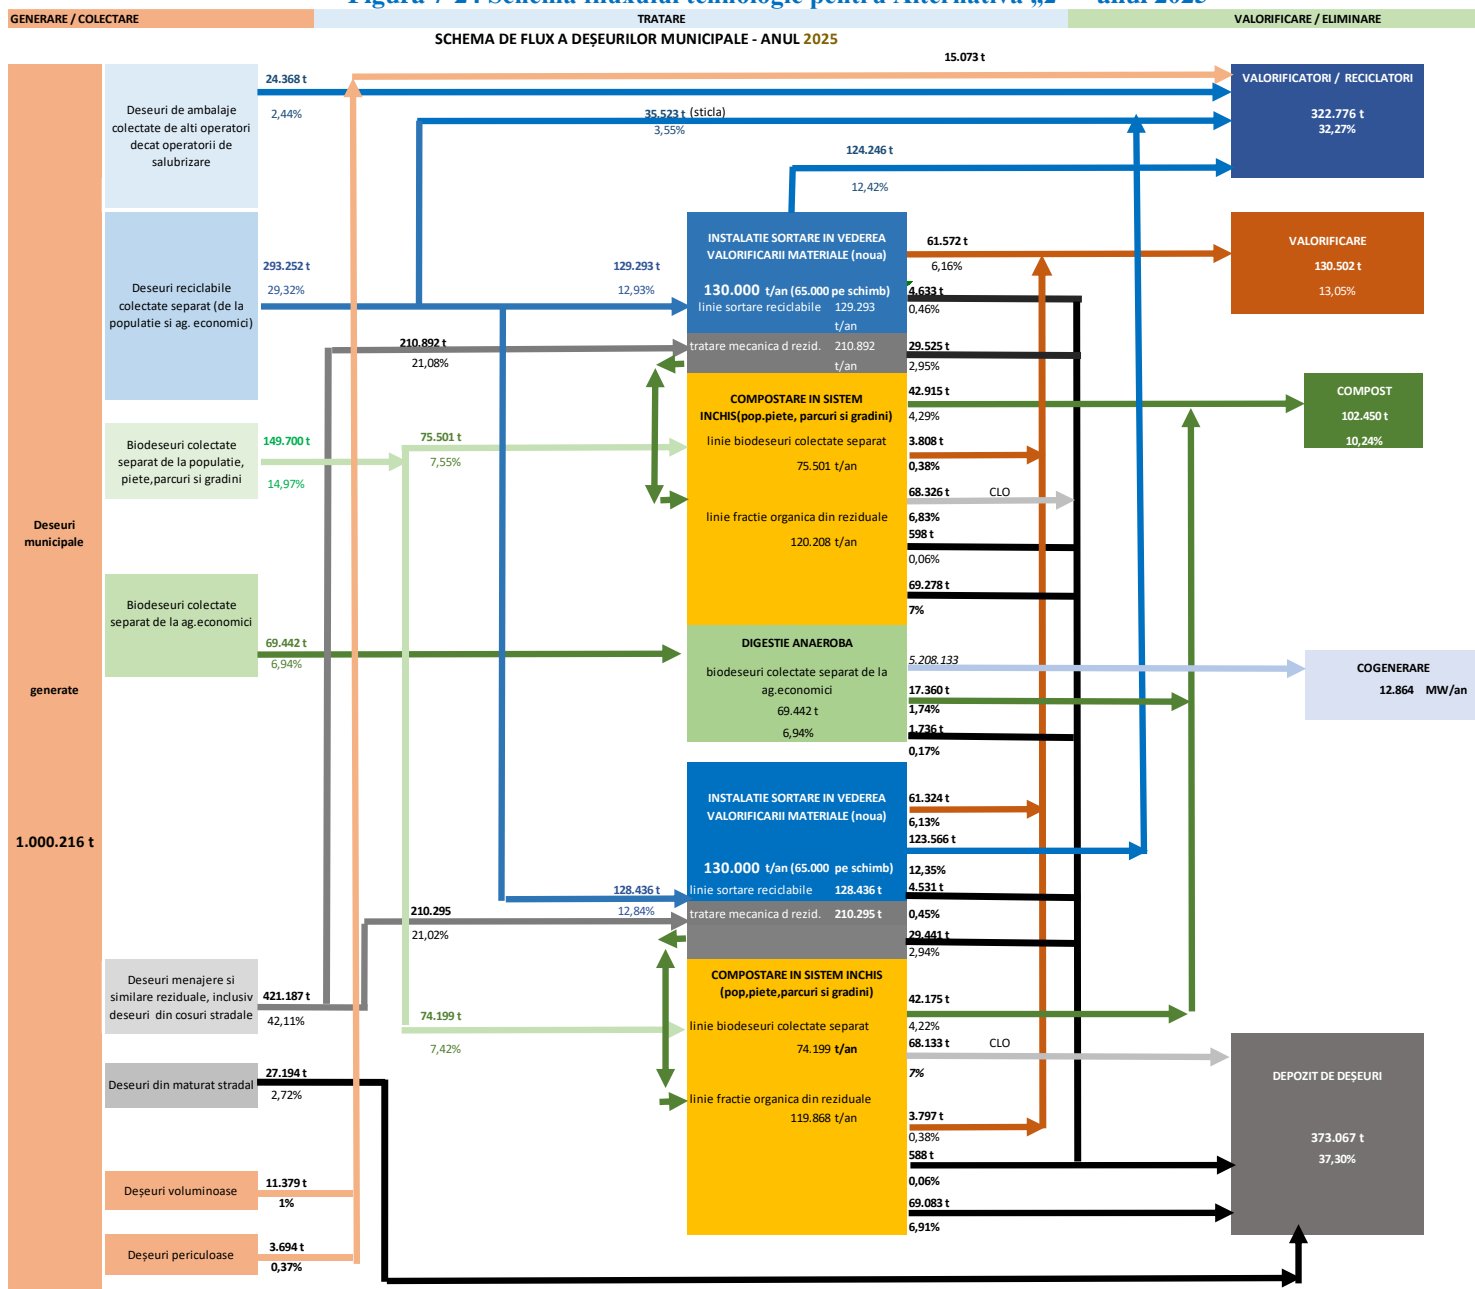 Figura 7-24 Schema fluxului tehnologic pentru Alternativa „2" – anul 2025
GENERARE / COLECTARE
TRATARE
VALORIFICARE / ELIMINARE
SCHEMA DE FLUX A DEȘEURILOR MUNICIPALE - ANUL 2025
Deseuri
municipale
generate
1.000.216 t
Deseuri de ambalaje
colectate de alti operatori
decat operatorii de
salubrizare
24.368 t
2,44%
15.073 t
35.523 t (sticla)
3,55%
124.246 t
12,42%
VALORIFICATORI / RECICLATORI
322.776 t
32,27%
Deseuri reciclabile
colectate separat (de la
populatie si ag. economici)
293.252 t
29,32%
129.293 t
12,93%
210.892 t
21,08%
INSTALATIE SORTARE IN VEDEREA
VALORIFICARII MATERIALE (noua)
130.000 t/an (65.000 pe schimb)
linie sortare reciclabile 129.293
t/an
tratare mecanica d rezid. 210.892
t/an
61.572 t
6,16%
4.633 t
0,46%
29.525 t
2,95%
VALORIFICARE
130.502 t
13,05%
Biodeseuri colectate
separat de la populatie,
piete,parcuri si gradini
149.700 t
14,97%
75.501 t
7,55%
COMPOSTARE IN SISTEM
INCHIS(pop.piete, parcuri si gradini)
linie biodeseuri colectate separat
75.501 t/an
linie fractie organica din reziduale
120.208 t/an
42.915 t
4,29%
3.808 t
0,38%
68.326 t CLO
6,83%
598 t
0,06%
69.278 t
7%
COMPOST
102.450 t
10,24%
Biodeseuri colectate
separat de la ag.economici
69.442 t
6,94%
DIGESTIE ANAEROBA
biodeseuri colectate separat de la
ag.economici
69.442 t
6,94%
5.208.133
17.360 t
1,74%
1.736 t
0,17%
COGENERARE
12.864 MW/an
INSTALATIE SORTARE IN VEDEREA
VALORIFICARII MATERIALE (noua)
130.000 t/an (65.000 pe schimb)
linie sortare reciclabile 128.436 t
tratare mecanica d rezid. 210.295 t
128.436 t
12,84%
210.295
21,02%
61.324 t
6,13%
123.566 t
12,35%
4.531 t
0,45%
29.441 t
2,94%
Deseuri menajere si
similare reziduale, inclusiv
deseuri din cosuri stradale
421.187 t
42,11%
74.199 t
7,42%
COMPOSTARE IN SISTEM INCHIS
(pop,piete,parcuri si gradini)
linie biodeseuri colectate separat
74.199 t/an
linie fractie organica din reziduale
119.868 t/an
42.175 t
4,22%
68.133 t CLO
7%
3.797 t
0,38%
588 t
0,06%
69.083 t
6,91%
DEPOZIT DE DEȘEURI
373.067 t
37,30%
Deseuri din maturat stradal
27.194 t
2,72%
Deșeuri voluminoase
11.379 t
1%
Deșeuri periculoase
3.694 t
0,37%